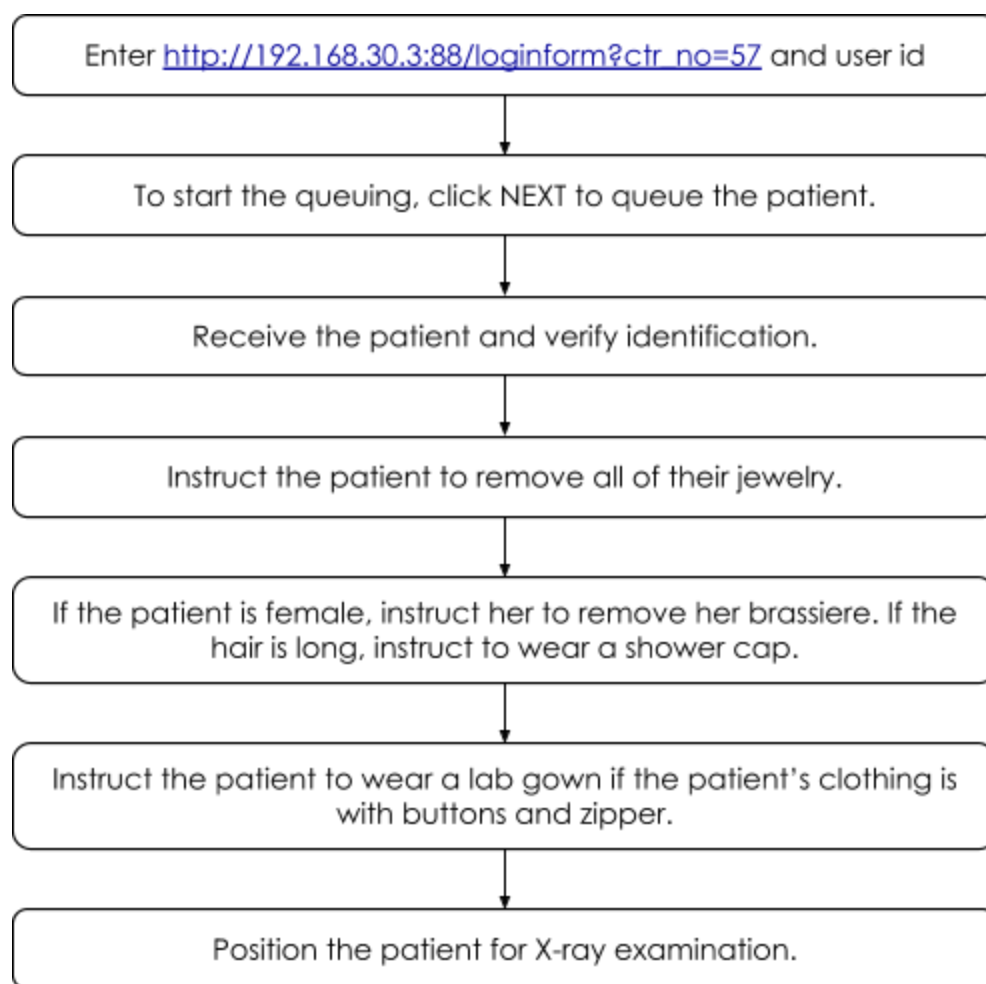 Enter http://192.168.30.3:88/loginform?ctr_no=57 and user id
To start the queuing, click NEXT to queue the patient.
Receive the patient and verify identification.
Instruct the patient to remove all of their jewelry.
If the patient is female, instruct her to remove her brassiere. If the
hair is long, instruct to wear a shower cap.
Instruct the patient to wear a lab gown if the patient’s clothing is
with buttons and zipper.
Position the patient for X-ray examination.